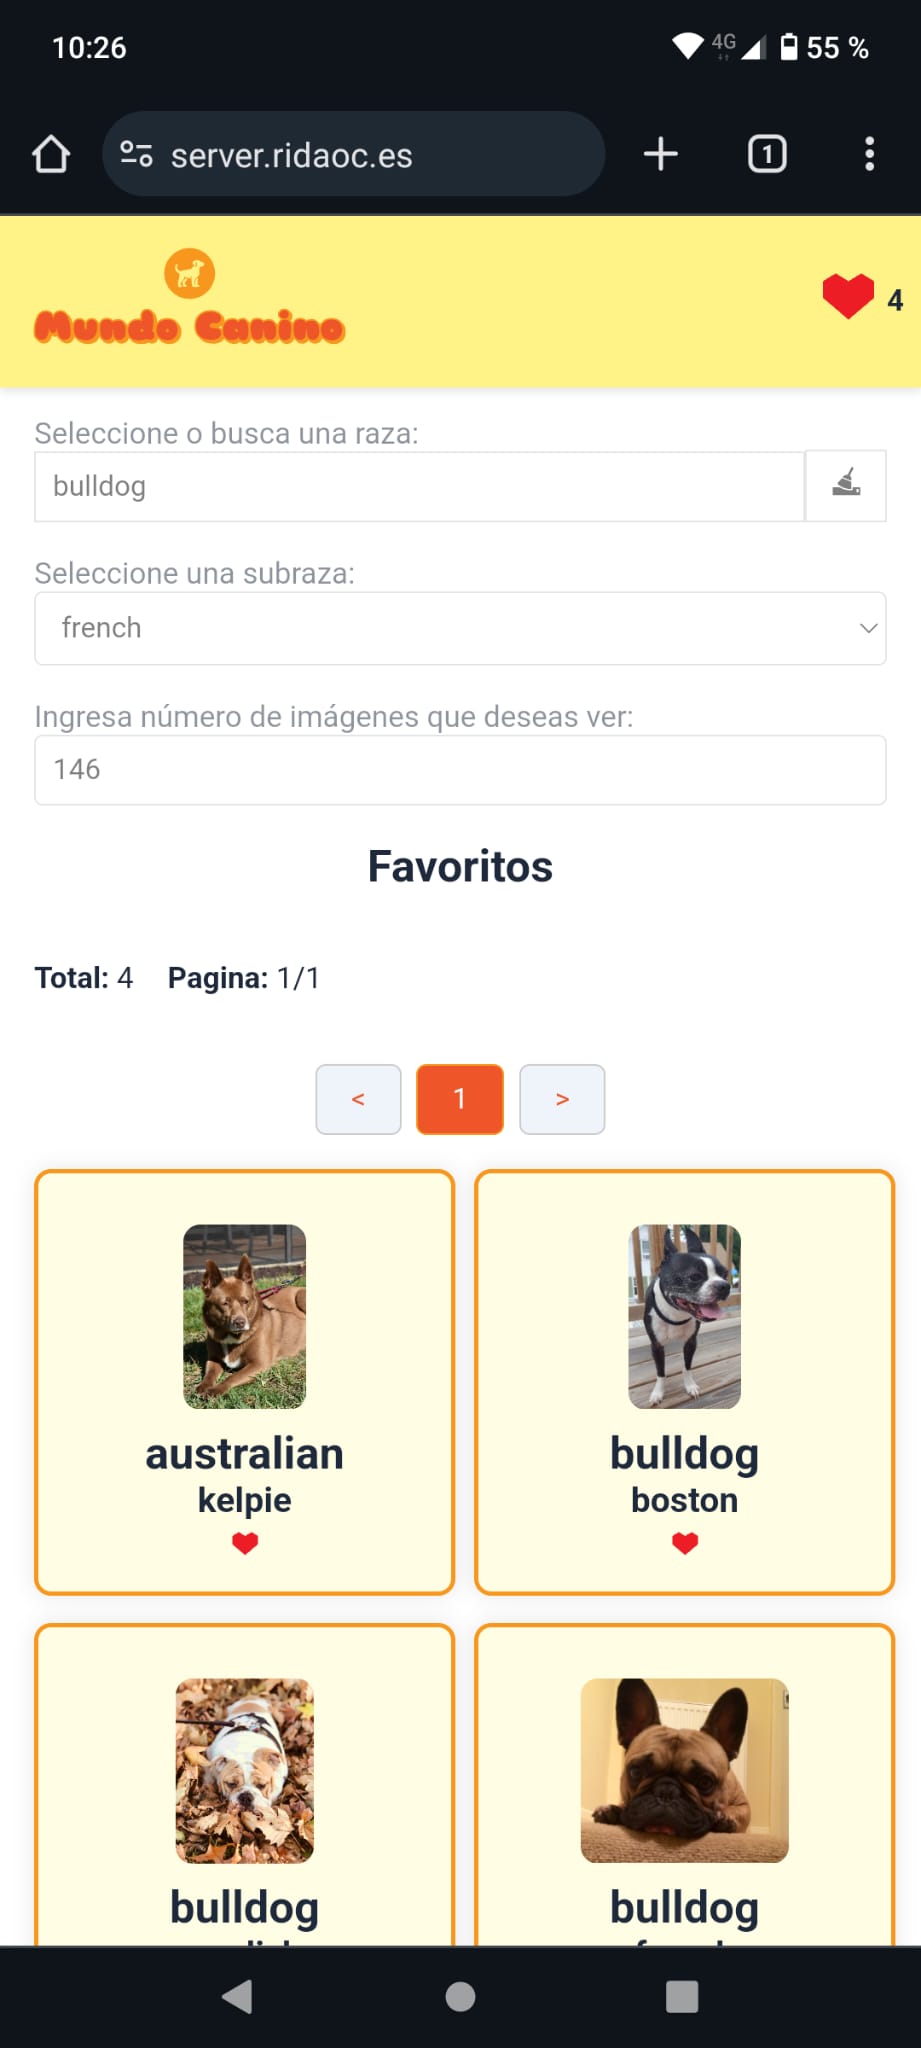 10:26
4G
55 %
server.ridaoc.es
1
Mundo Canino
4
Seleccione o busca una raza:
bulldog
Seleccione una subraza:
french
Ingresa número de imágenes que deseas ver:
146
Favoritos
Total: 4 Pagina: 1/1
< 1 >
australian
kelpie
bulldog
boston
bulldog
bulldog